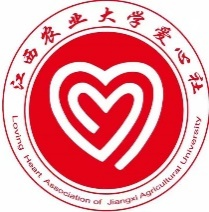 江西农业大学爱心社
Loving Heart Association of Jiangxi Agricultural University